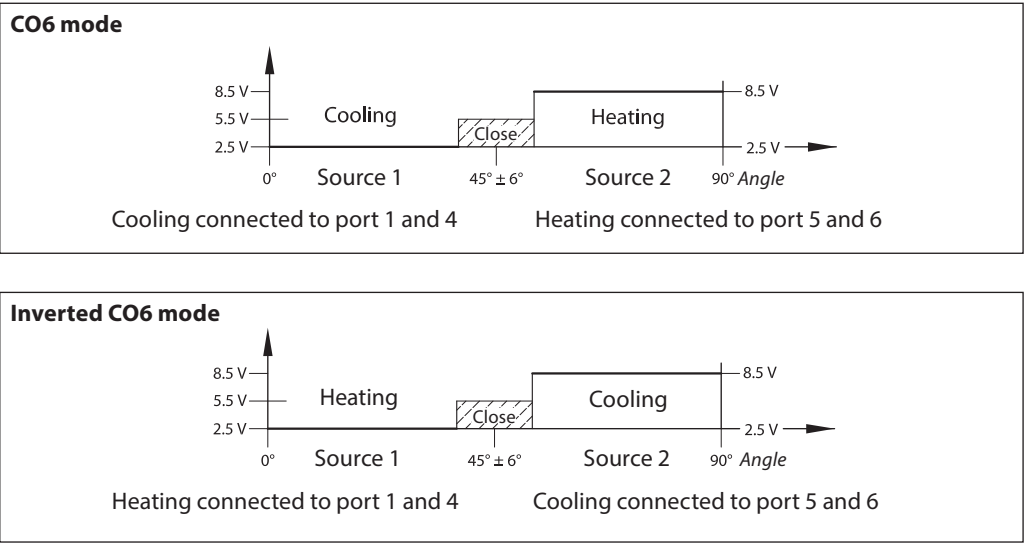 CO6 mode
8.5 V
8.5 V
5.5 V
Cooling
Close
Heating
2.5 V
2.5 V
0°
Source 1
45° ± 6°
Source 2
90° Angle
Cooling connected to port 1 and 4
Heating connected to port 5 and 6
Inverted CO6 mode
8.5 V
8.5 V
5.5 V
Heating
Close
Cooling
2.5 V
2.5 V
0°
Source 1
45° ± 6°
Source 2
90° Angle
Heating connected to port 1 and 4
Cooling connected to port 5 and 6